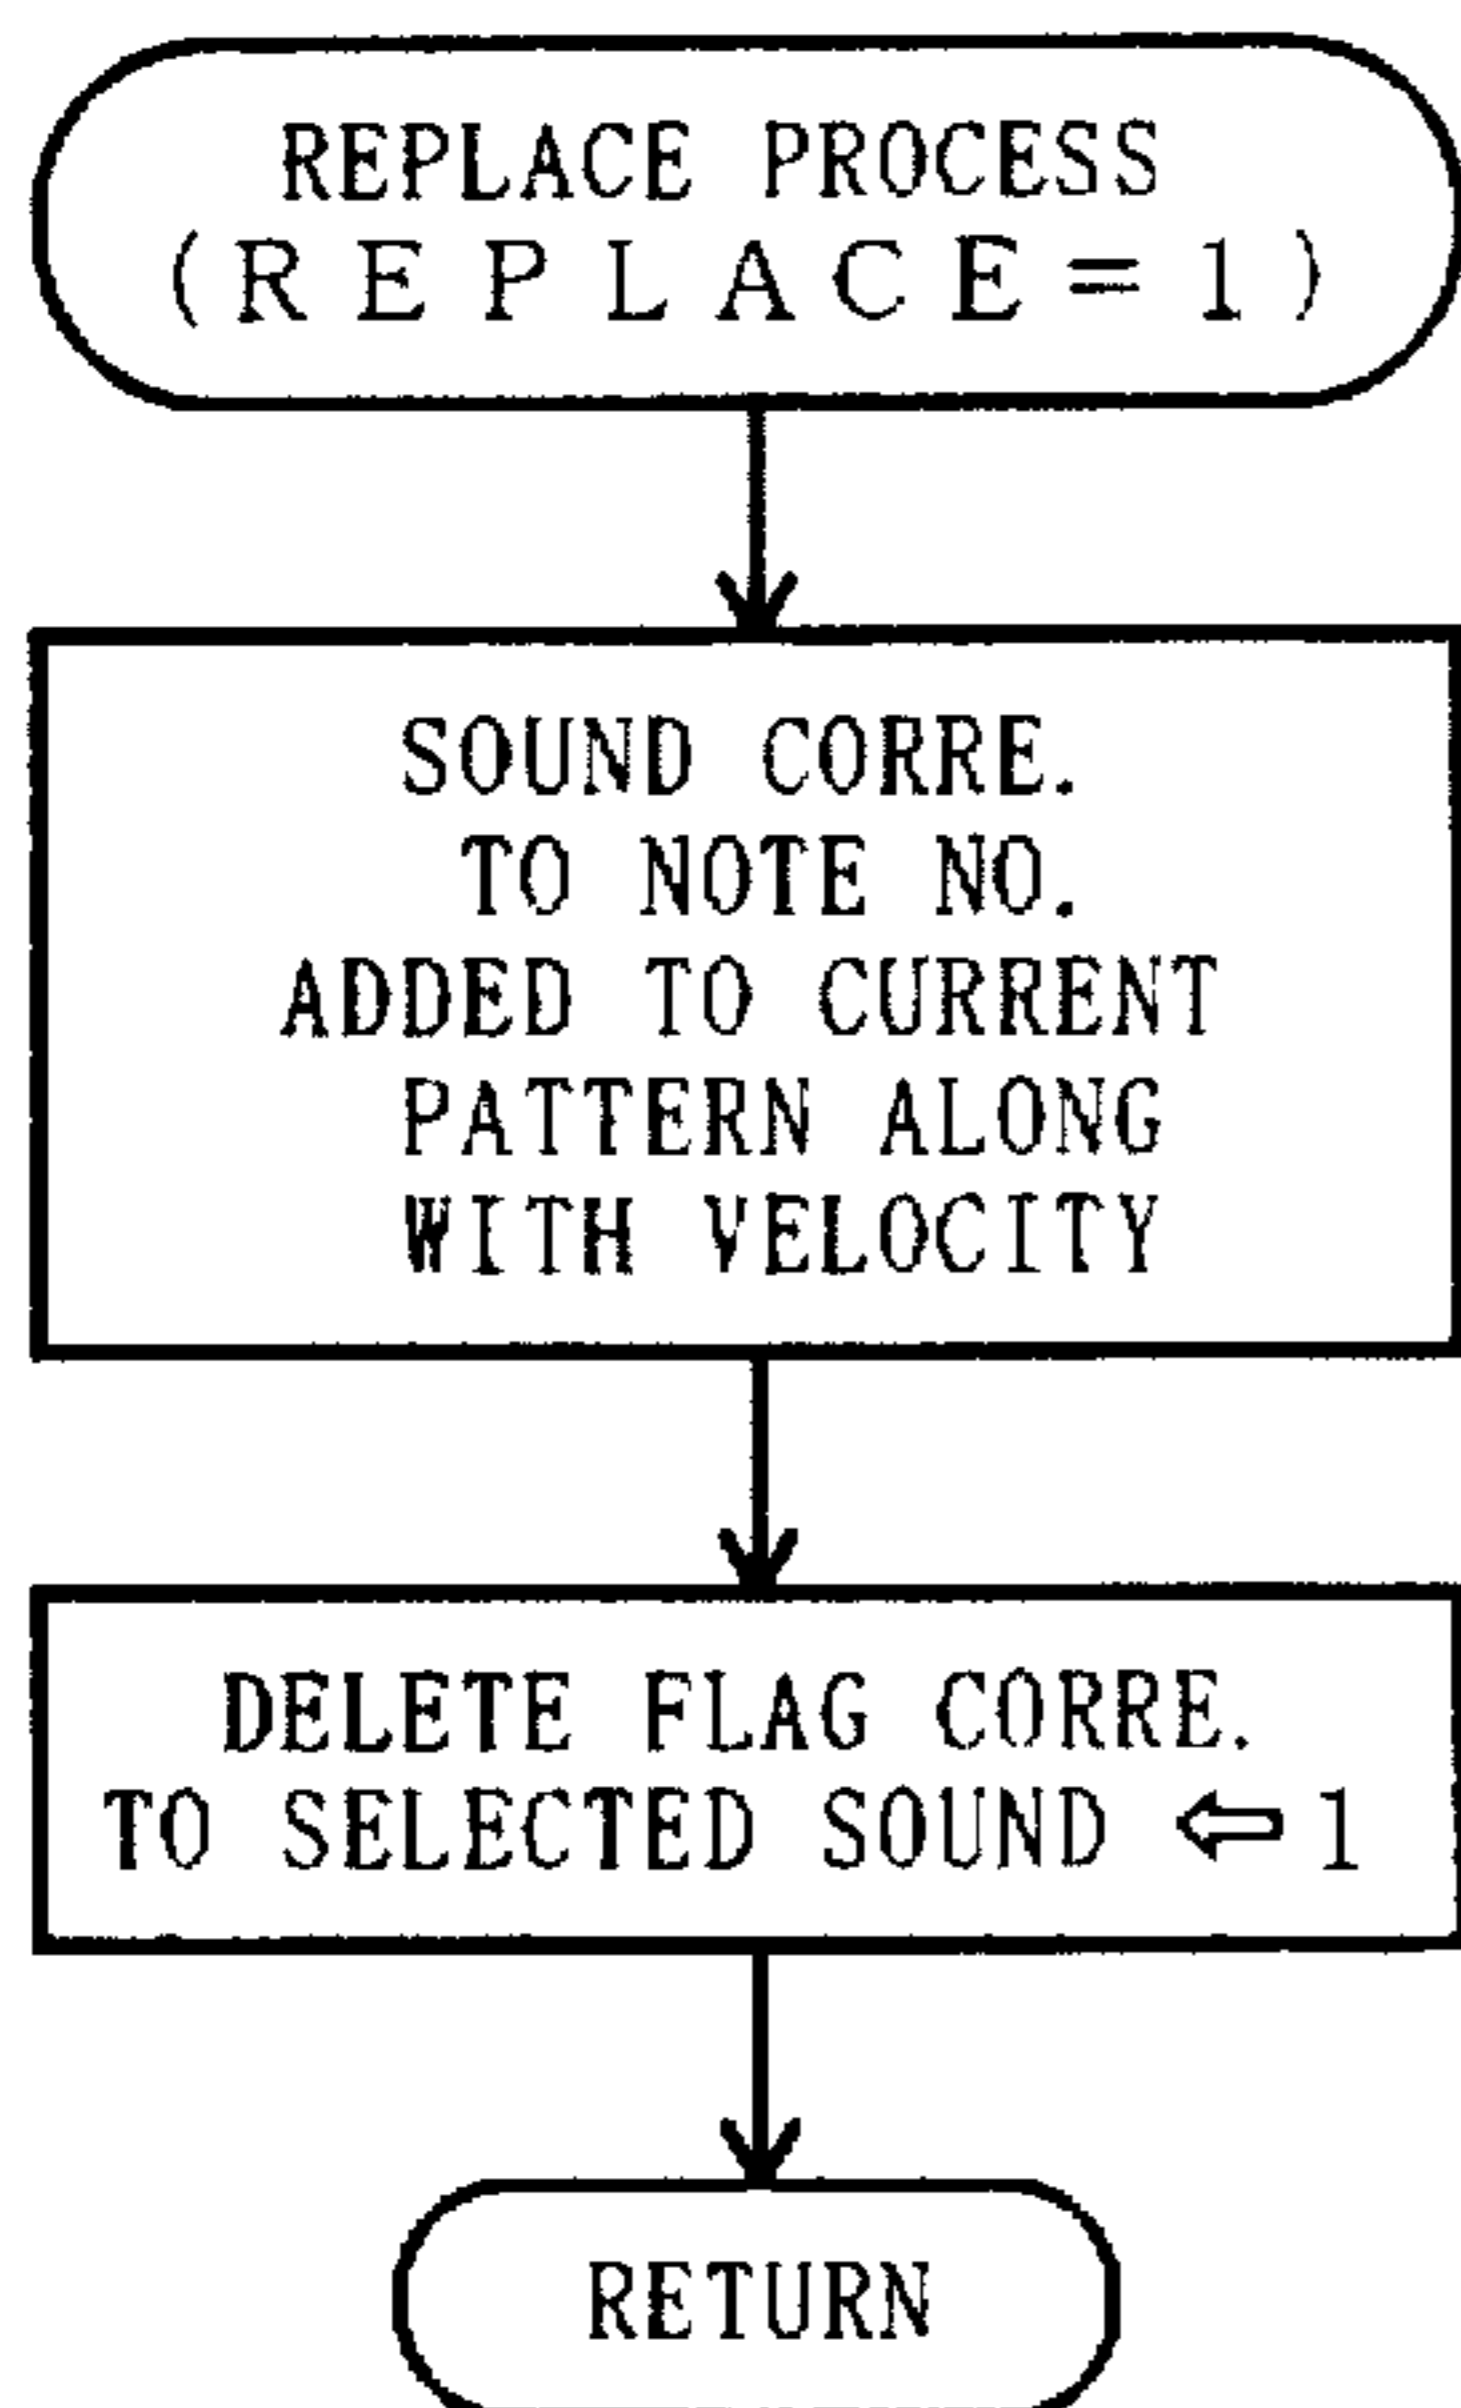 REPLACE PROCESS
(REPLACE=1)
SOUND CORRE.
TO NOTE NO.
ADDED TO CURRENT
PATTERN ALONG
WITH VELOCITY
DELETE FLAG CORRE.
TO SELECTED SOUND ⇐ 1
RETURN